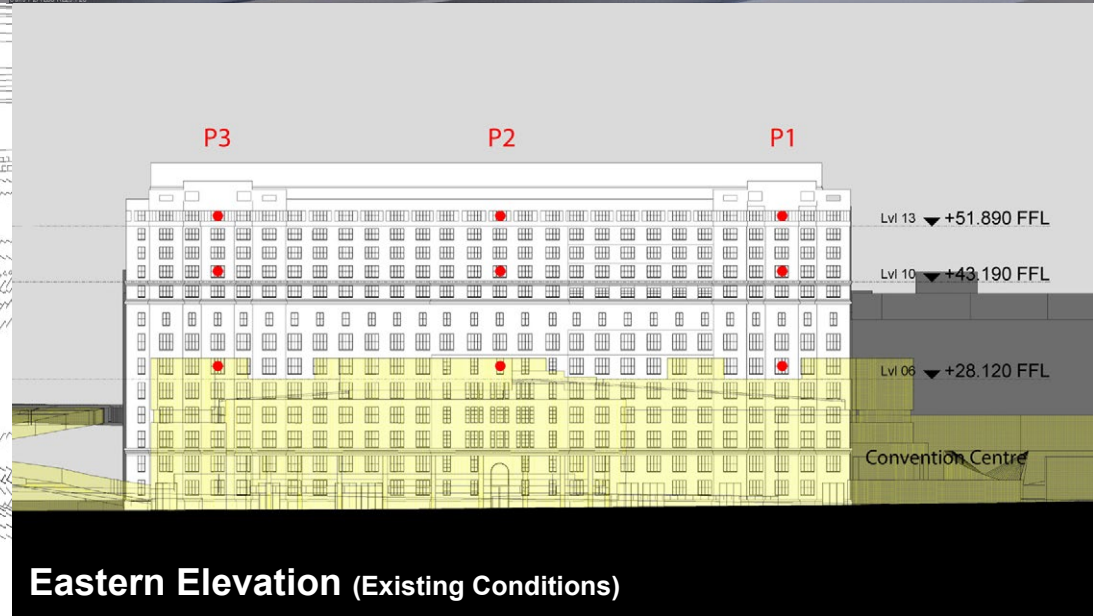 P3 P2 P1
Lvl 13 +51.890 FFL
Lvl 10 +43.190 FFL
Lvl 06 +28.120 FFL
Convention Centre
Eastern Elevation (Existing Conditions)